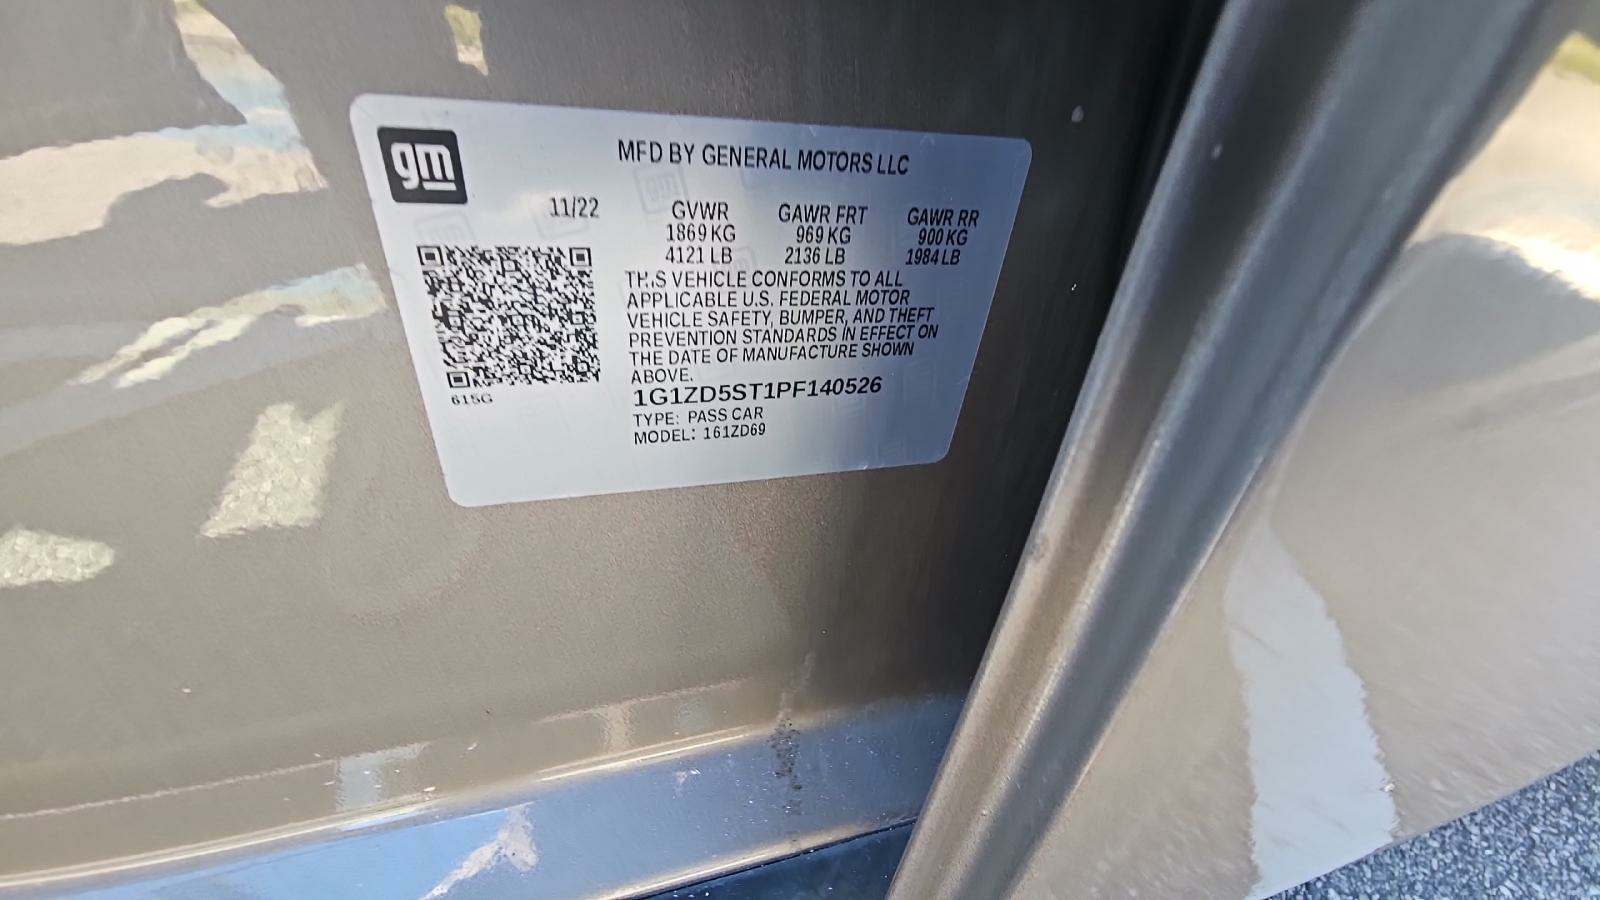 gm
MFD BY GENERAL MOTORS LLC
11/22
GVWR GAWR FRT GAWR RR
1869 KG 969 KG 900 KG
4121 LB 2136 LB 1984 LB
THIS VEHICLE CONFORMS TO ALL
APPLICABLE U.S. FEDERAL MOTOR
VEHICLE SAFETY, BUMPER, AND THEFT
PREVENTION STANDARDS IN EFFECT ON
THE DATE OF MANUFACTURE SHOWN
ABOVE.
1G1ZD5ST1PF140526
TYPE: PASS CAR
MODEL: 161ZD69
615G